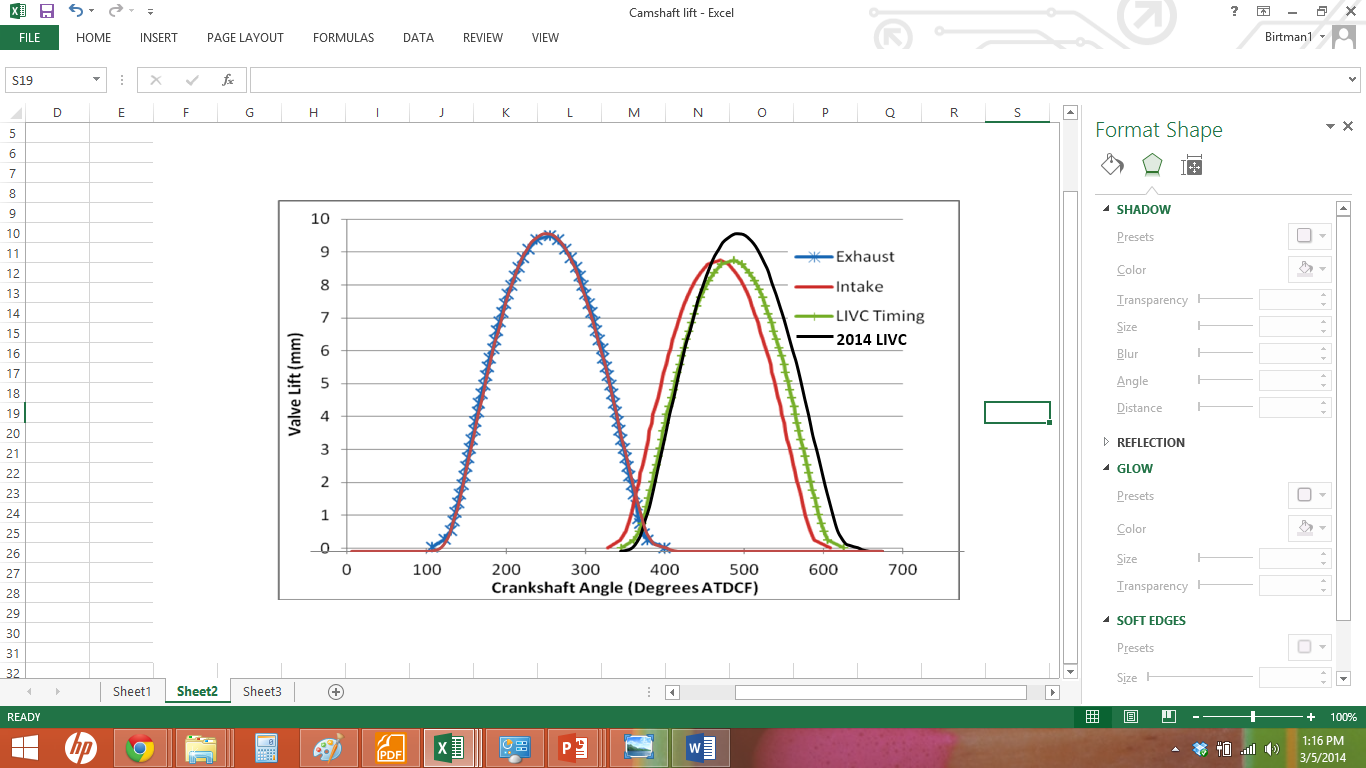 Camshaft lift - Excel
?
FILE HOME INSERT PAGE LAYOUT FORMULAS DATA REVIEW VIEW
Birtman1
S19
fx
D E F G H I J K L M N O P Q R S
5
6
7
8
9
10
11
12
13
14
15
16
17
18
19
20
21
22
23
24
25
26
27
28
29
30
31
32
10
9
8
7
6
5
4
3
2
1
0
Valve Lift (mm)
0 100 200 300 400 500 600 700
Crankshaft Angle (Degrees ATDCF)
Exhaust
Intake
LIVC Timing
2014 LIVC
Format Shape
SHADOW
Presets
Color
Transparency
Size
Blur
Angle
Distance
REFLECTION
GLOW
Presets
Color
Size
Transparency
SOFT EDGES
Presets
Size
Sheet1 Sheet2 Sheet3
READY
100%
hp
PDF
1:16 PM
3/5/2014